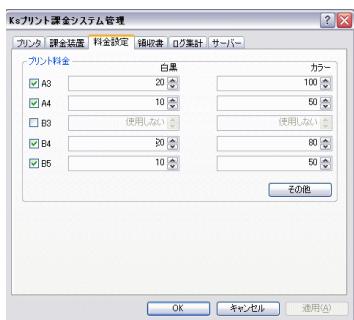 Ksプリント課金システム管理
プリンタ 課金装置 料金設定 領収書 ログ集計 サーバー
プリント料金
白黒 カラー
A3 20 100
A4 10 50
B3 使用しない 使用しない
B4 20 80
B5 10 50
その他
OK キャンセル 適用(A)